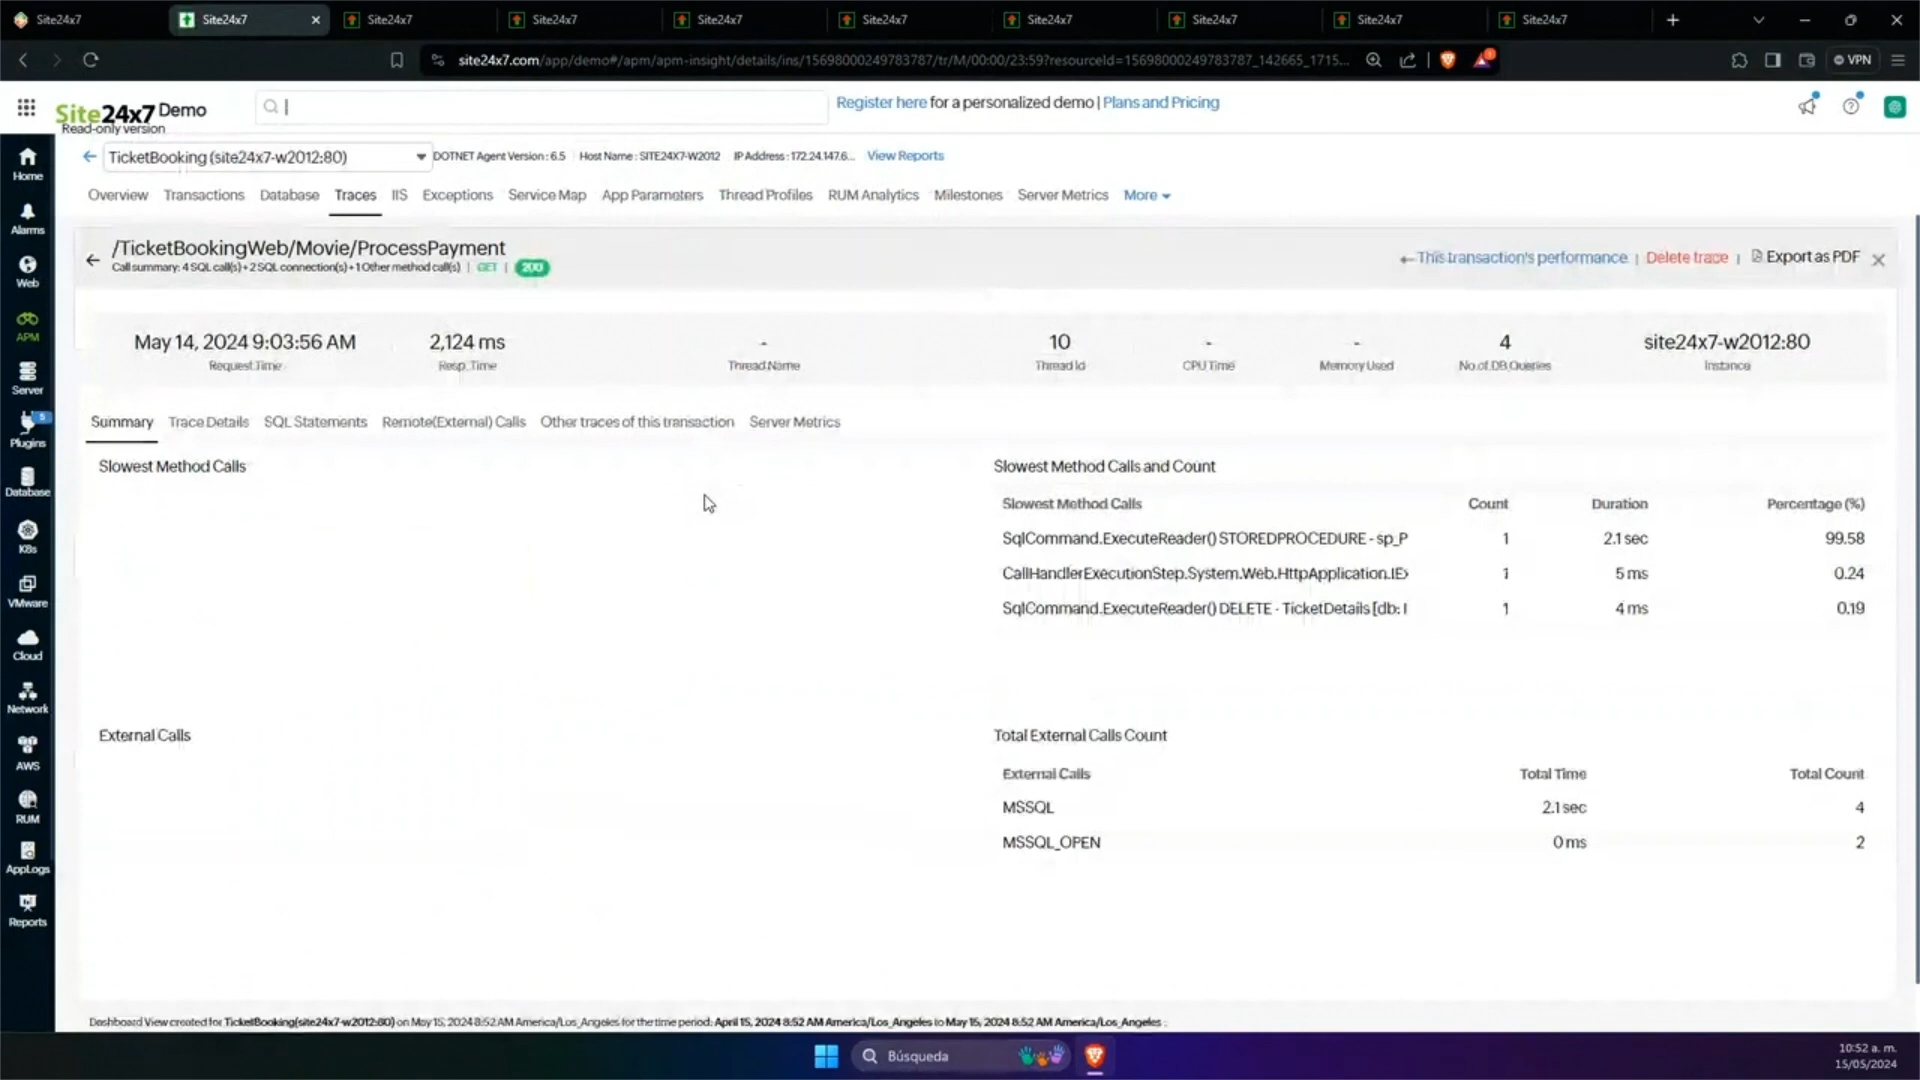 Site24x7 Site24x7 Site24x7 Site24x7 Site24x7 Site24x7 Site24x7 Site24x7 Site24x7 Site24x7
site24x7.com/app/demo#/apm/apm-insight/details/ins/15698000249783787/tr/M/00:00/23:59?resourceId=15698000249783787_142665_1715... VPN
Site24x7 Demo
Read-only version
Register here for a personalized demo | Plans and Pricing
Home
Alarms
Web
APM
Server
5
Plugins
Database
K8s
VMware
Cloud
Network
AWS
RUM
AppLogs
Reports
TicketBooking (site24x7-w2012:80) DOTNET Agent Version : 6.5 Host Name : SITE24X7-W2012 IP Address : 172.24.147.6... View Reports
Overview Transactions Database Traces IIS Exceptions Service Map App Parameters Thread Profiles RUM Analytics Milestones Server Metrics More
/TicketBookingWeb/Movie/ProcessPayment
Call summary: 4 SQL call(s) + 2 SQL connection(s) + 1 Other method call(s) | GET | 200
This transaction's performance | Delete trace | Export as PDF
May 14, 2024 9:03:56 AM 2,124 ms - 10 - - 4 site24x7-w2012:80
Request Time Resp. Time Thread Name Thread Id CPU Time Memory Used No.of.DB.Queries Instance
Summary Trace Details SQL Statements Remote(External) Calls Other traces of this transaction Server Metrics
Slowest Method Calls
Slowest Method Calls and Count
Slowest Method Calls Count Duration Percentage (%)
SqlCommand.ExecuteReader() STOREDPROCEDURE - sp_P 1 2.1 sec 99.58
CallHandlerExecutionStep.System.Web.HttpApplication.IEx 1 5 ms 0.24
SqlCommand.ExecuteReader() DELETE - TicketDetails [db: 1 4 ms 0.19
External Calls
Total External Calls Count
External Calls Total Time Total Count
MSSQL 2.1 sec 4
MSSQL_OPEN 0 ms 2
Dashboard View created for TicketBooking(site24x7-w2012:80) on May 15, 2024 8:52 AM America/Los_Angeles for the time period: April 15, 2024 8:52 AM America/Los_Angeles to May 15, 2024 8:52 AM America/Los_Angeles
Búsqueda
10:52 a. m.
15/05/2024